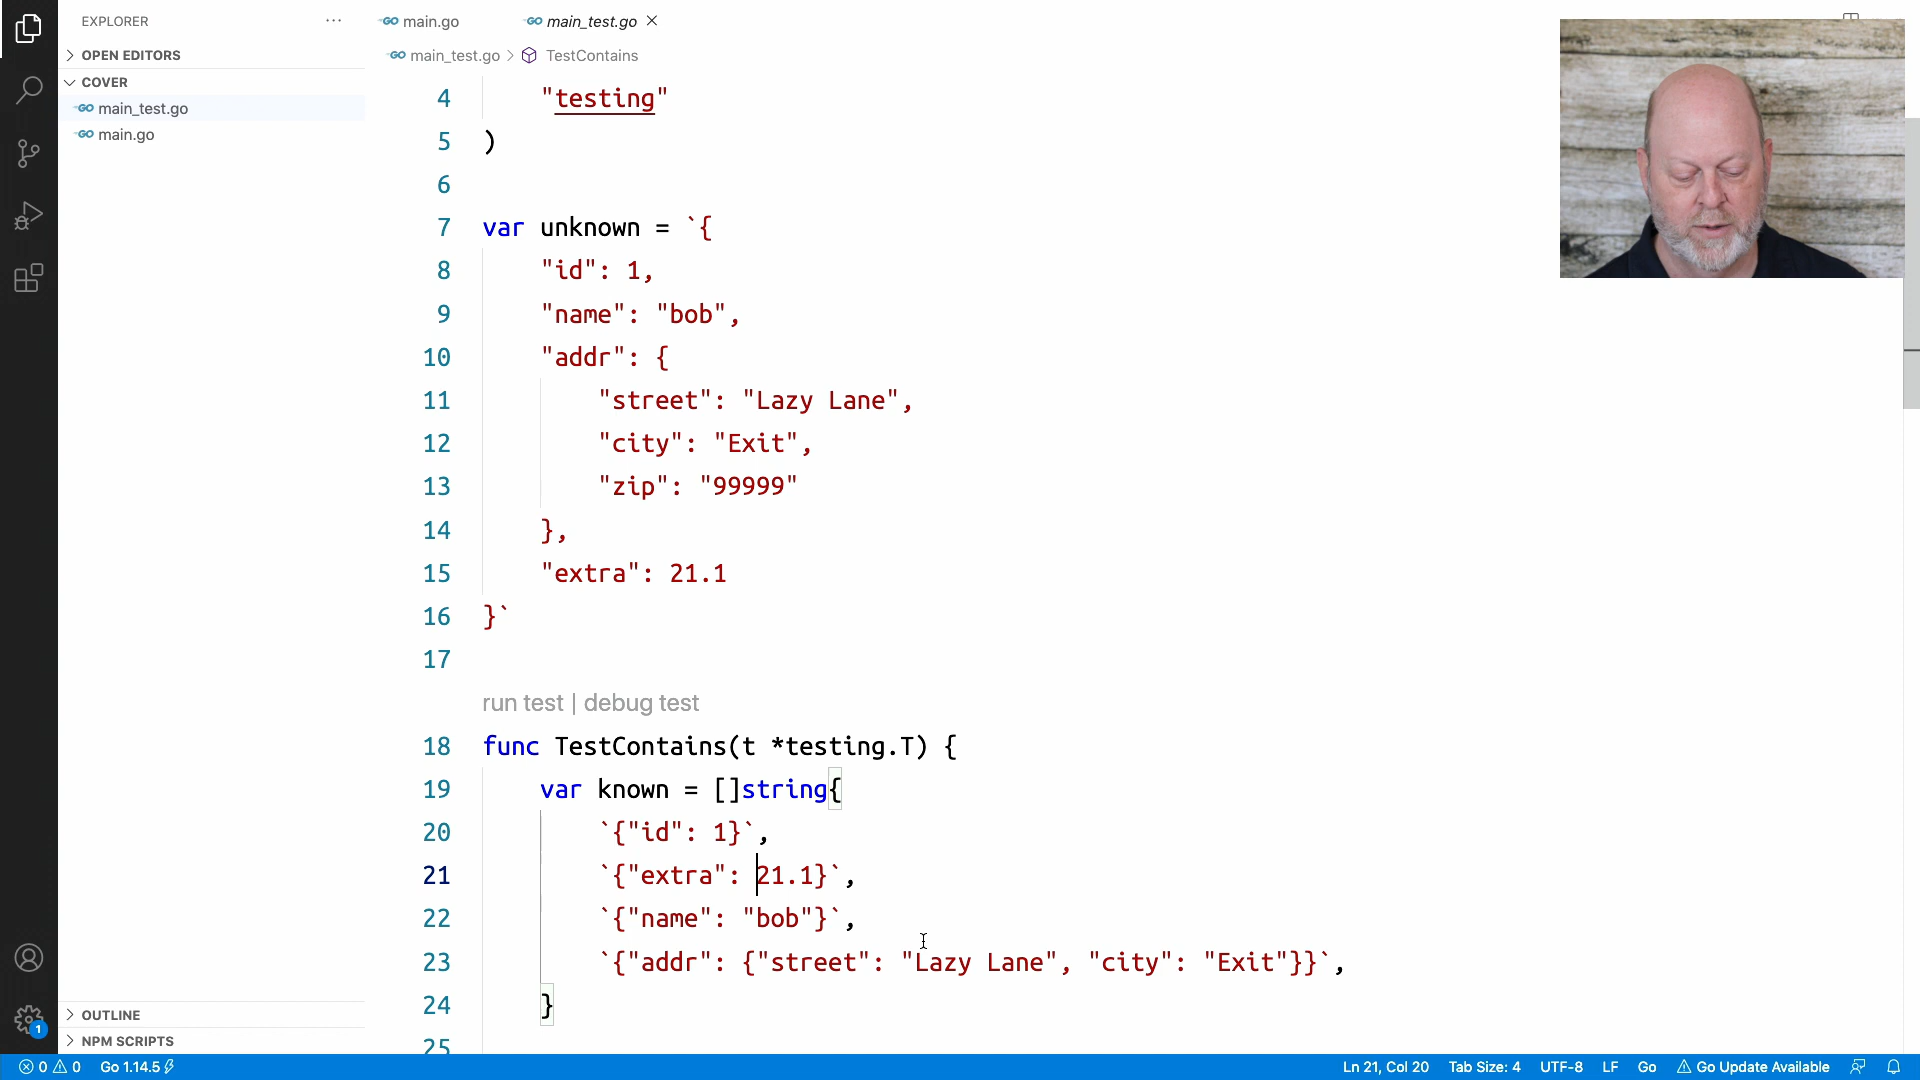 EXPLORER
···
main.go
main_test.go
OPEN EDITORS
main_test.go > TestContains
COVER
main_test.go
main.go
4 "testing"
5 )
6
7 var unknown = `{
8 "id": 1,
9 "name": "bob",
10 "addr": {
11 "street": "Lazy Lane",
12 "city": "Exit",
13 "zip": "99999"
14 },
15 "extra": 21.1
16 }`
17
run test | debug test
18 func TestContains(t *testing.T) {
19 var known = []string{
20 `{"id": 1}`,
21 `{"extra": 21.1}`,
22 `{"name": "bob"}`,
23 `{"addr": {"street": "Lazy Lane", "city": "Exit"}}`,
24 }
25
OUTLINE
1
NPM SCRIPTS
0 0 Go 1.14.5 Ln 21, Col 20 Tab Size: 4 UTF-8 LF Go Go Update Available